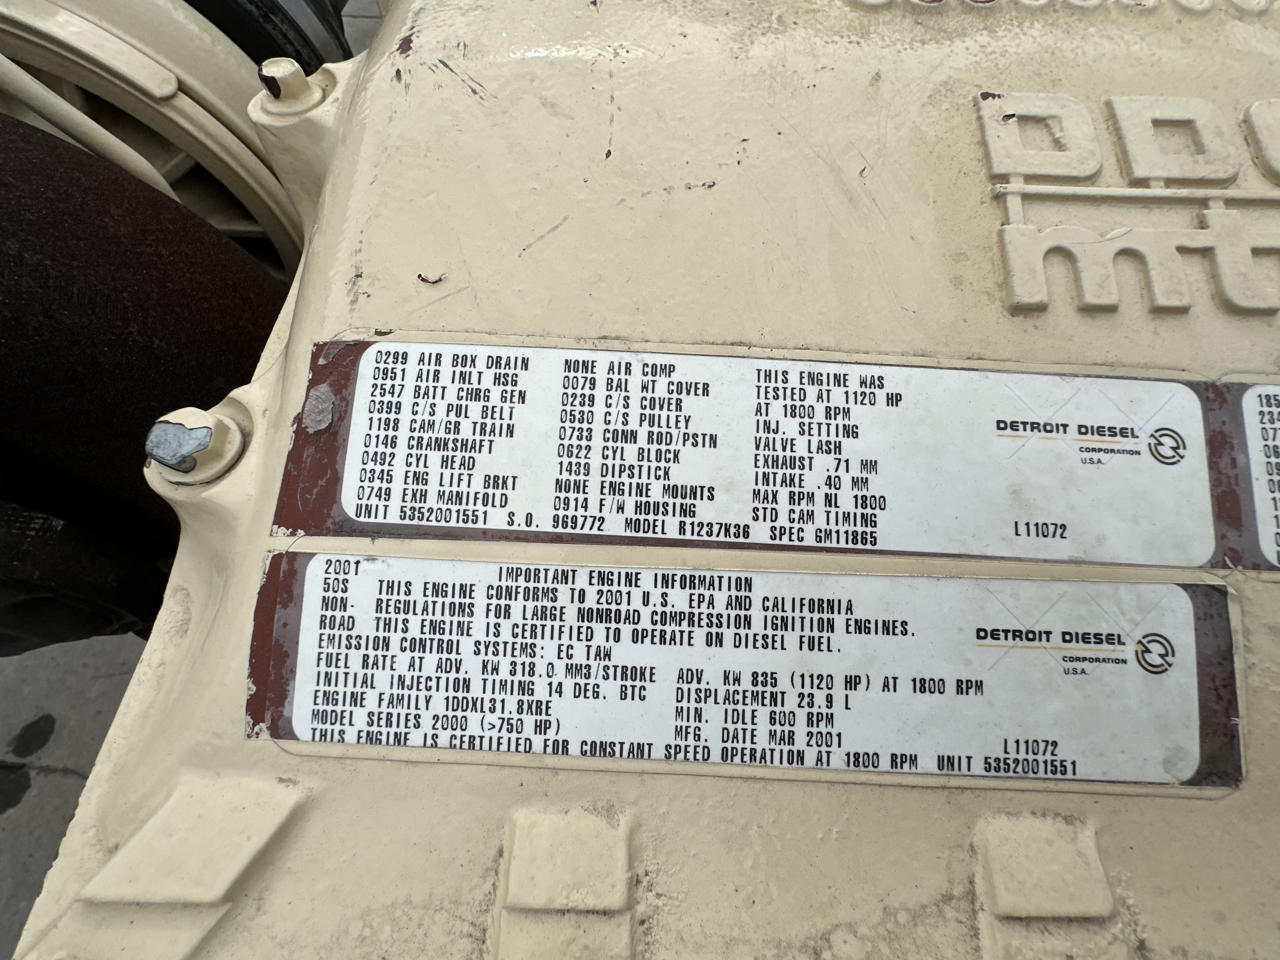 DDC
mt
0299 AIR BOX DRAIN NONE AIR COMP THIS ENGINE WAS
0951 AIR INLT HSG 0079 BAL WT COVER TESTED AT 1120 HP
2547 BATT CHRG GEN 0239 C/S COVER AT 1800 RPM
0399 C/S PUL BELT 0530 C/S PULLEY INJ. SETTING
1198 CAM/GR TRAIN 0733 CONN ROD/PSTN VALVE LASH
0146 CRANKSHAFT 0622 CYL BLOCK EXHAUST .71 MM
0492 CYL HEAD 1439 DIPSTICK INTAKE .40 MM
0345 ENG LIFT BRKT NONE ENGINE MOUNTS MAX RPM NL 1800
0749 EXH MANIFOLD 0914 F/W HOUSING STD CAM TIMING
UNIT 5352001551 S.O. 969772 MODEL R1237K36 SPEC GM11865
DETROIT DIESEL
CORPORATION
U.S.A.
L11072
185
234
2001 IMPORTANT ENGINE INFORMATION
50S THIS ENGINE CONFORMS TO 2001 U.S. EPA AND CALIFORNIA
NON- REGULATIONS FOR LARGE NONROAD COMPRESSION IGNITION ENGINES.
ROAD THIS ENGINE IS CERTIFIED TO OPERATE ON DIESEL FUEL.
EMISSION CONTROL SYSTEMS: EC TAW
FUEL RATE AT ADV. KW 318.0 MM3/STROKE ADV. KW 835 (1120 HP) AT 1800 RPM
INITIAL INJECTION TIMING 14 DEG. BTC DISPLACEMENT 23.9 L
ENGINE FAMILY 1DDXL31.8XRE MIN. IDLE 600 RPM
MODEL SERIES 2000 (>750 HP) MFG. DATE MAR 2001
THIS ENGINE IS CERTIFIED FOR CONSTANT SPEED OPERATION AT 1800 RPM UNIT 5352001551
DETROIT DIESEL
CORPORATION
U.S.A.
L11072